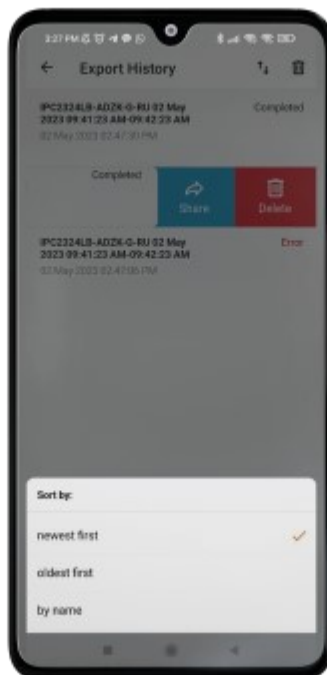 3:27 PM
Export History
IPC2324LB-ADZK-G-RU 02 May
2023 09:41:23 AM-09:42:23 AM
Completed
02 May 2023 02:47:30 PM
Completed
Share
Delete
IPC2324LB-ADZK-G-RU 02 May
2023 09:41:23 AM-09:42:23 AM
Error
02 May 2023 02:47:06 PM
Sort by:
newest first
oldest first
by name